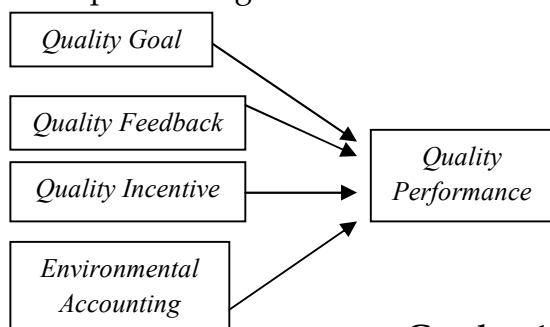 Quality Goal
Quality Feedback
Quality Incentive
Environmental
Accounting
Quality
Performance